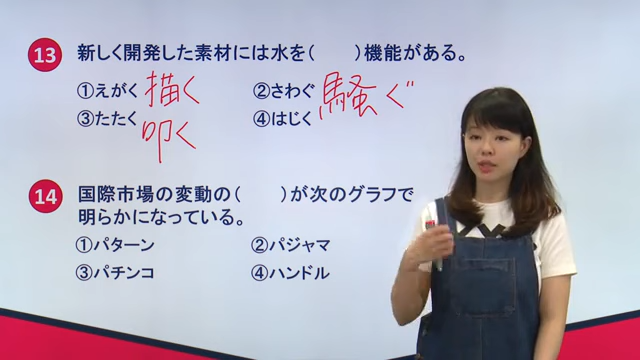 13 新しく開発した素材には水を(　　)機能がある。
①えがく 描く ②さわぐ 騒ぐ
③たたく 叩く ④はじく
14 国際市場の変動の(　　)が次のグラフで
明らかになっている。
①パターン ②パジャマ
③パチンコ ④ハンドル